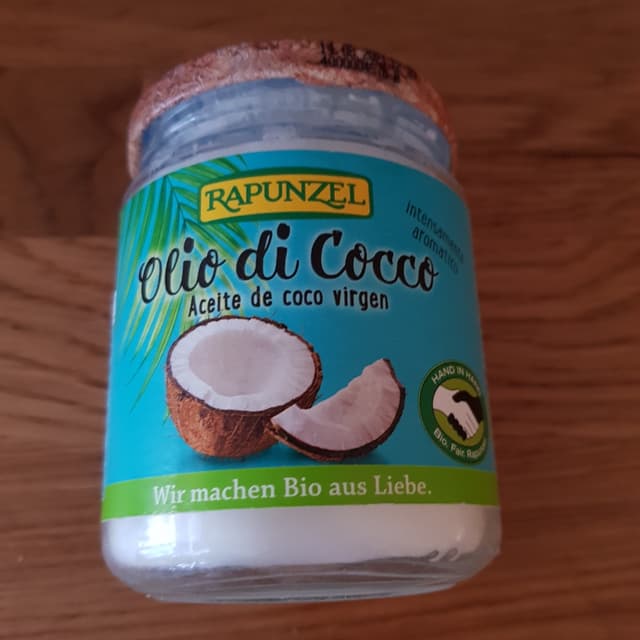 RAPUNZEL
Intensamente
aromatico
Olio di Cocco
Aceite de coco virgen
HAND IN HAND
Bio. Fair.
Wir machen Bio aus Liebe.